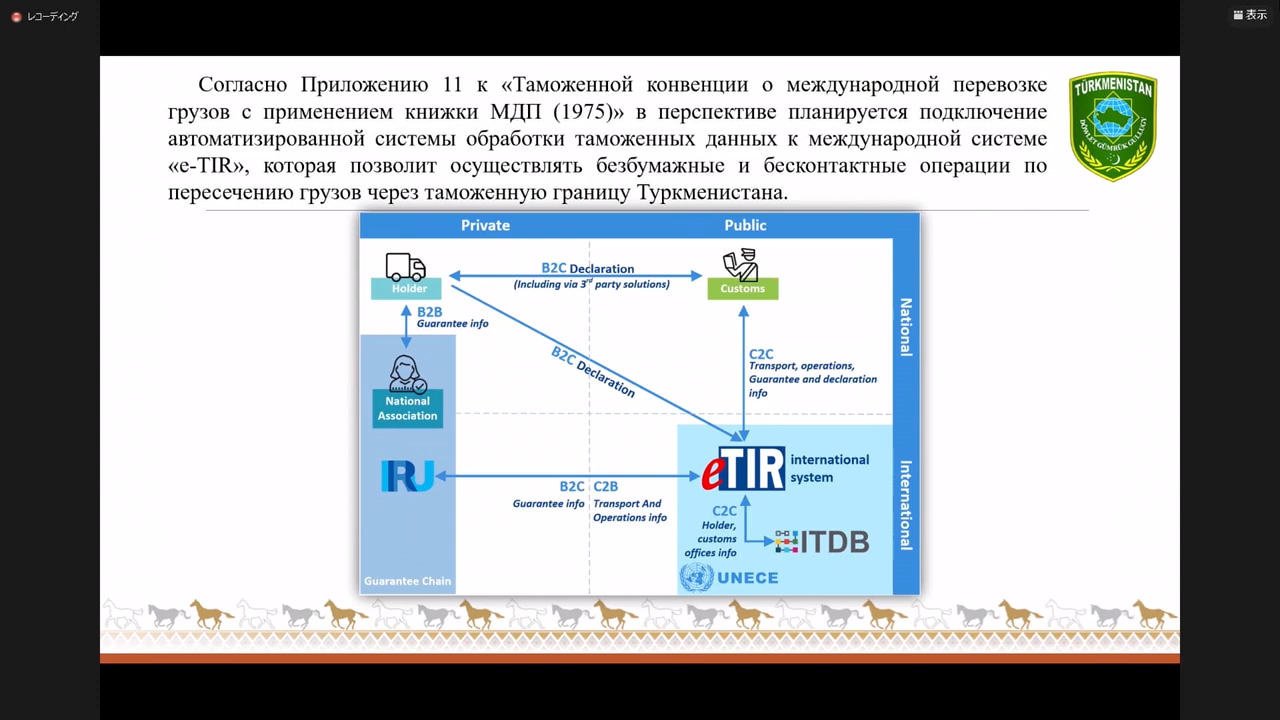 レコーディング
表示
Согласно Приложению 11 к «Таможенной конвенции о международной перевозке
грузов с применением книжки МДП (1975)» в перспективе планируется подключение
автоматизированной системы обработки таможенных данных к международной системе
«e-TIR», которая позволит осуществлять безбумажные и бесконтактные операции по
пересечению грузов через таможенную границу Туркменистана.
TÜRKMENISTAN
DÖWLET GÜMRÜK GULLUGY
Private
Public
Holder
B2C Declaration
(Including via 3rd party solutions)
Customs
National
B2B
Guarantee info
B2C Declaration
C2C
Transport, operations,
Guarantee and declaration
info
National
Association
IRU
B2C
Guarantee info
C2B
Transport And
Operations info
eTIR
international
system
International
C2C
Holder,
customs
offices info
ITDB
UNECE
Guarantee Chain